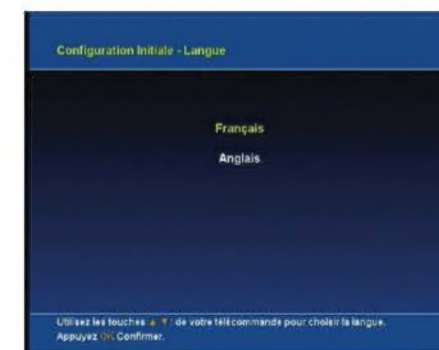 Configuration Initiale - Langue
Français
Anglais
Utilisez les touches ▲ ▼ de votre télécommande pour choisir la langue.
Appuyez OK Confirmer.